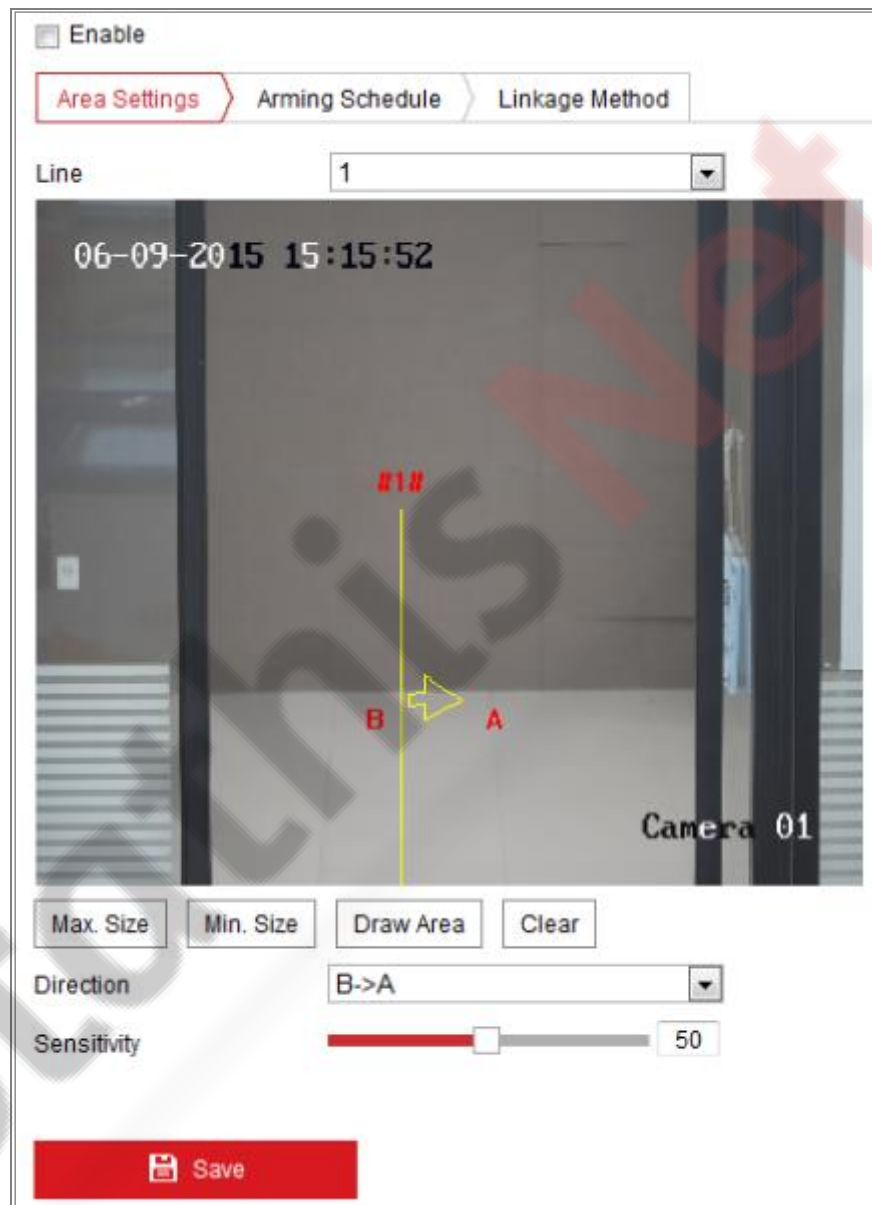 Enable
Area Settings Arming Schedule Linkage Method
Line 1
06-09-2015 15:15:52
#1#
B A
Camera 01
Max. Size Min. Size Draw Area Clear
Direction B->A
Sensitivity 50
Save